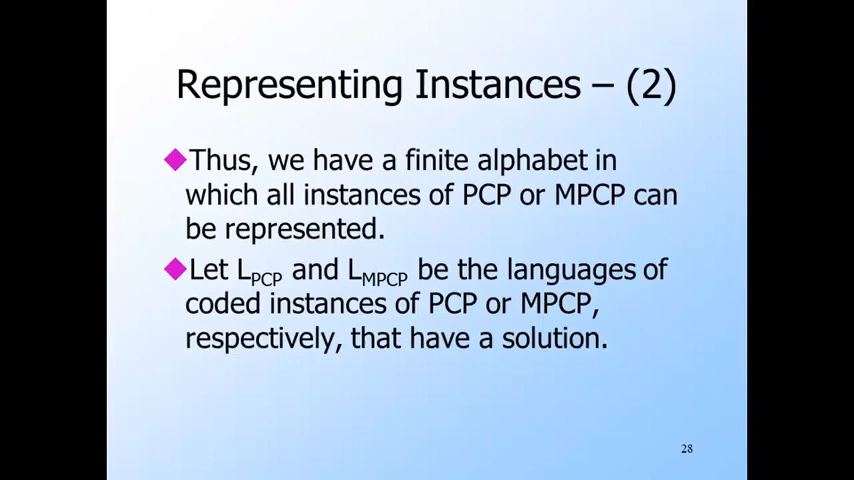 Representing Instances – (2)
Thus, we have a finite alphabet in
which all instances of PCP or MPCP can
be represented.
Let LPCP and LMPCP be the languages of
coded instances of PCP or MPCP,
respectively, that have a solution.
28